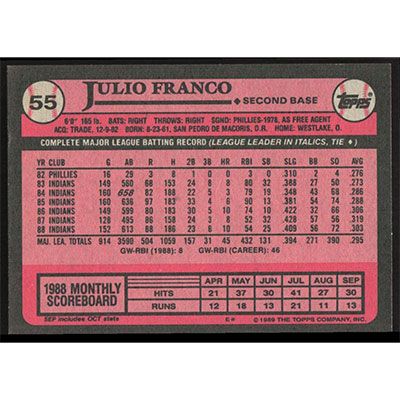 55
JULIO FRANCO
♦ SECOND BASE
Topps
6'0" 165 lb. BATS: RIGHT THROWS: RIGHT SGND: PHILLIES-1978, AS FREE AGENT
ACQ: TRADE, 12-9-82 BORN: 8-23-61, SAN PEDRO DE MACORIS, D.R. HOME: WESTLAKE, O.
COMPLETE MAJOR LEAGUE BATTING RECORD (LEAGUE LEADER IN ITALICS, TIE ♦)
YR CLUB G AB R H 2B 3B HR RBI SB SLG BB SO AVG
82 PHILLIES 16 29 3 8 1 0 0 3 0 .310 2 4 .276
83 INDIANS 149 560 68 153 24 8 8 80 32 .388 27 50 .273
84 INDIANS 160 658 82 188 22 5 3 79 19 .348 43 68 .286
85 INDIANS 160 636 97 183 33 4 6 90 13 .381 54 74 .288
86 INDIANS 149 599 80 183 30 5 10 74 10 .422 32 66 .306
87 INDIANS 128 495 86 158 24 3 8 52 32 .428 57 56 .319
88 INDIANS 152 613 88 186 23 6 10 54 25 .409 56 72 .303
MAJ. LEA. TOTALS 914 3590 504 1059 157 31 45 432 131 .394 271 390 .295
GW-RBI (1988): 8 GW-RBI (CAREER): 46
1988 MONTHLY SCOREBOARD
APR MAY JUN JUL AUG SEP
HITS 21 37 30 41 27 30
RUNS 12 18 14 20 11 13
SEP includes OCT stats
E* © 1989 THE TOPPS COMPANY, INC.